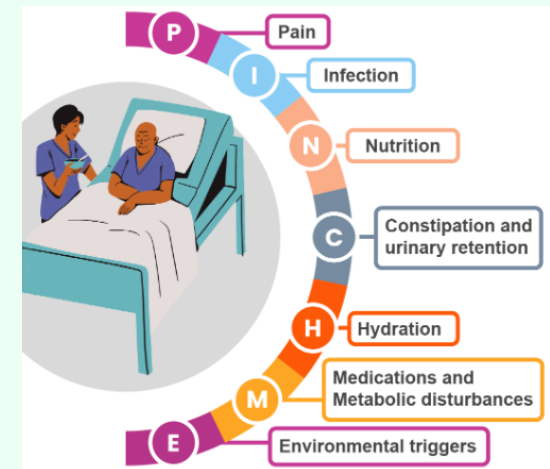 P Pain
I Infection
N Nutrition
C Constipation and
urinary retention
H Hydration
M Medications and
Metabolic disturbances
E Environmental triggers